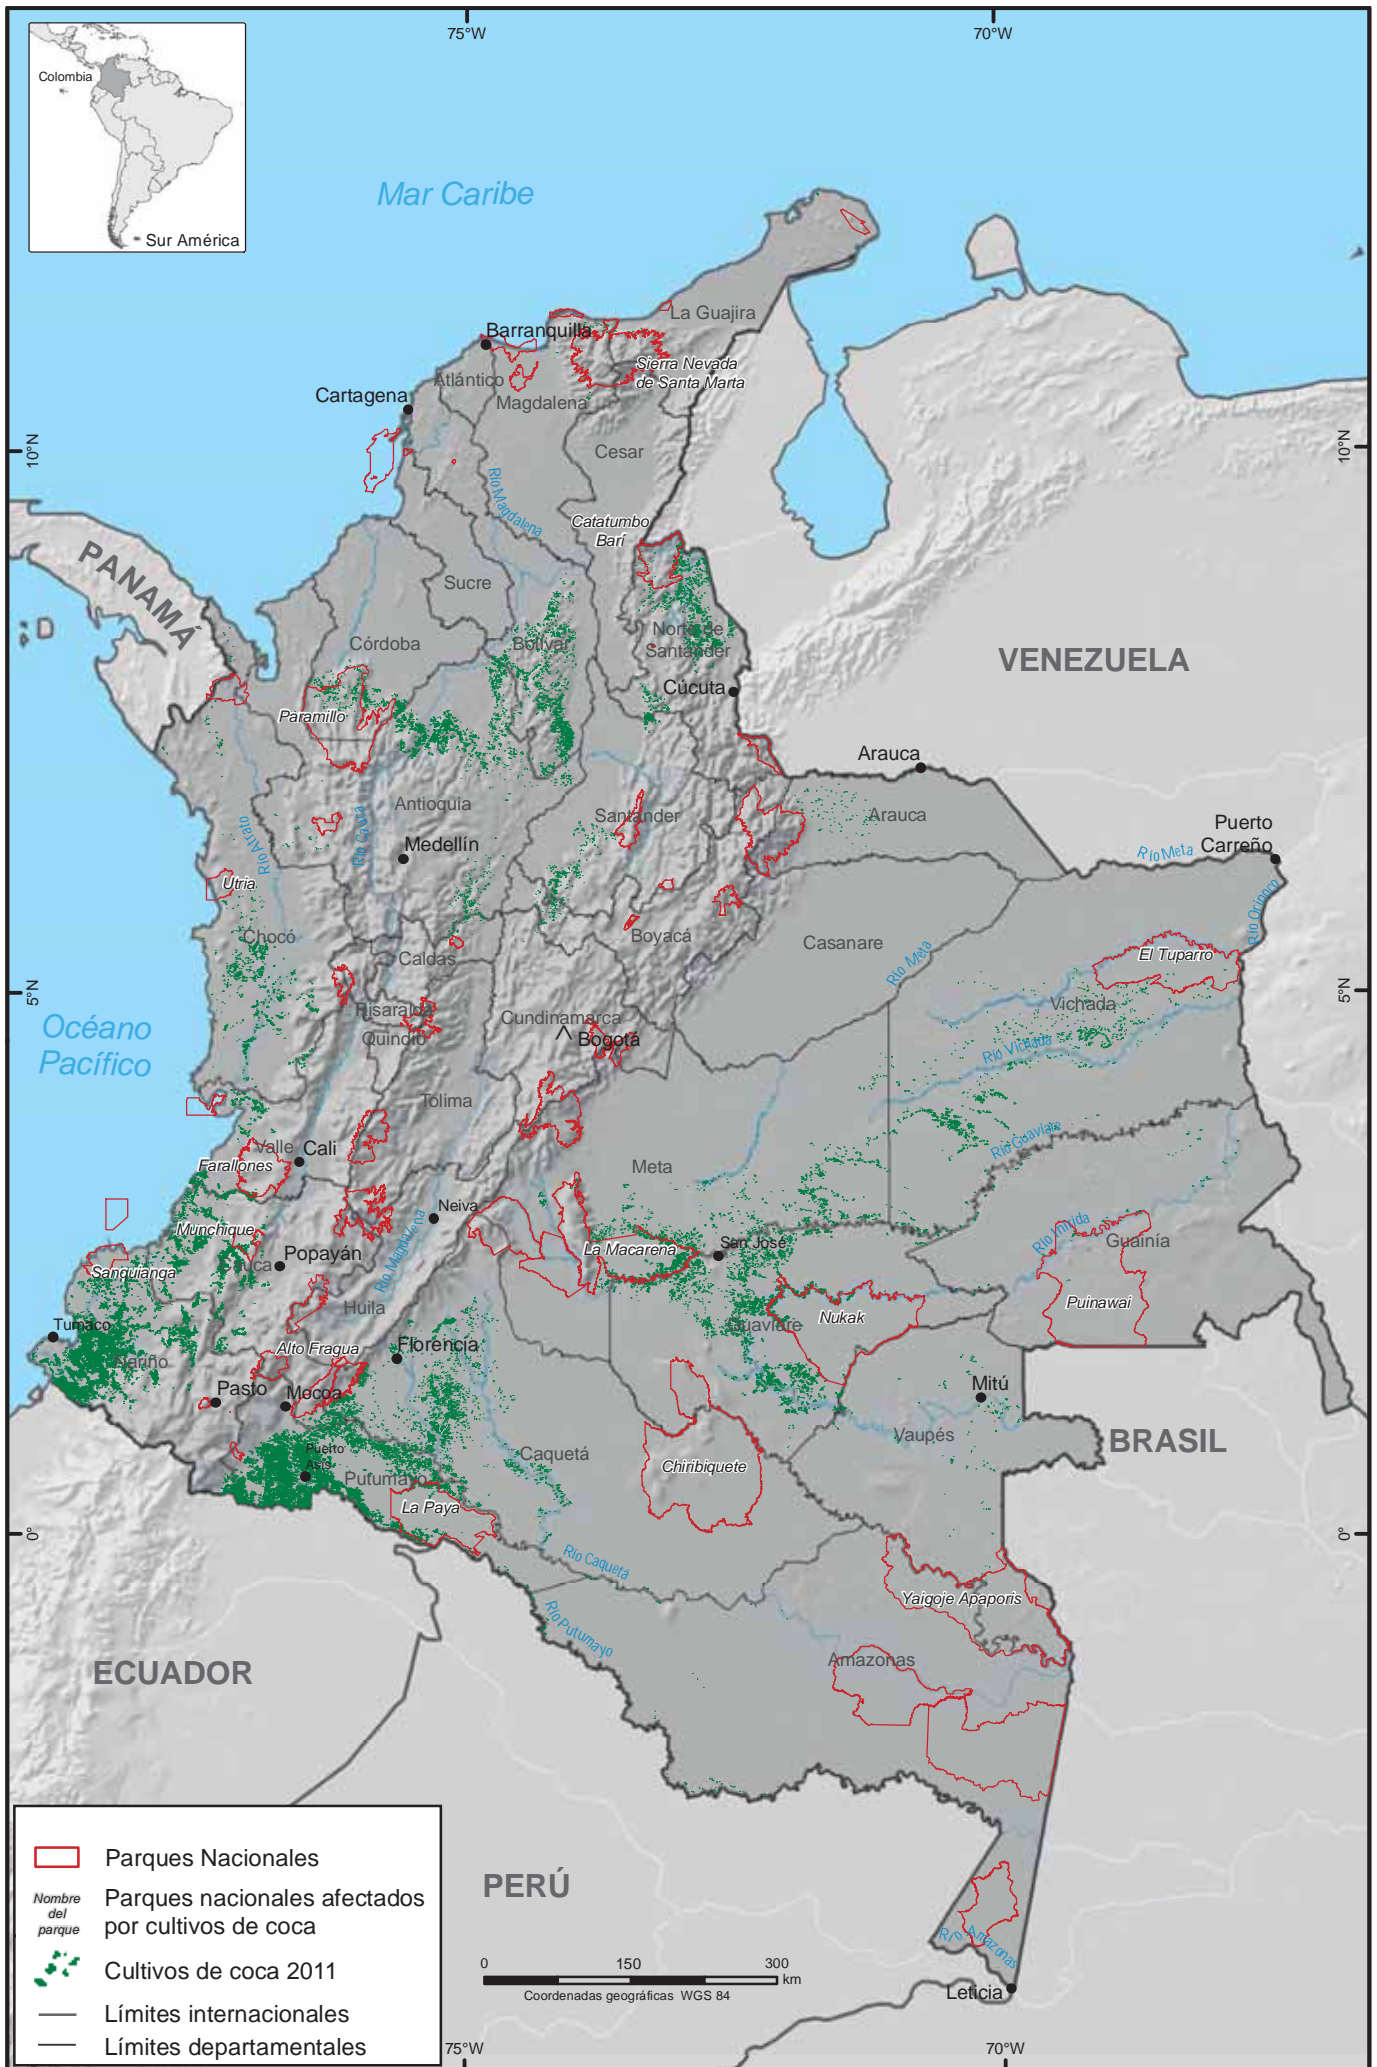 75°W
70°W
Colombia
Sur América
Mar Caribe
La Guajira
Barranquilla
Sierra Nevada
de Santa Marta
Atlántico
Cartagena
Magdalena
10°N
10°N
Cesar
Río Magdalena
Catatumbo
Barí
PANAMÁ
Sucre
Córdoba
Bolívar
Norte de
Santander
VENEZUELA
Cúcuta
Paramillo
Arauca
Antioquia
Santander
Arauca
Puerto
Carreño
Río Atrato
Río Cauca
Medellín
Río Meta
Utría
Río Orinoco
Chocó
Boyacá
Casanare
Caldas
El Tuparro
Río Meta
5°N
5°N
Vichada
Risaralda
Cundinamarca
Océano
Pacífico
Quindío
Bogotá
Río Vichada
Tolima
Valle
Cali
Río Guaviare
Farallones
Meta
Neiva
Munchique
Río Inírida
Popayán
La Macarena
San José
Guainía
Cauca
Sanquianga
Río Magdalena
Huila
Nukak
Puinawai
Tumaco
Guaviare
Alto Fragua
Florencia
Nariño
Pasto
Mocoa
Mitú
Vaupés
BRASIL
Puerto
Asís
Caquetá
Chiribiquete
Putumayo
La Paya
0°
0°
Río Caquetá
Yaigoje Apaporis
Río Putumayo
ECUADOR
Amazonas
PERÚ
Río Amazonas
Leticia
Parques Nacionales
Nombre
del
parque
Parques nacionales afectados
por cultivos de coca
Cultivos de coca 2011
Límites internacionales
Límites departamentales
0 150 300
km
Coordenadas geográficas WGS 84
75°W
70°W